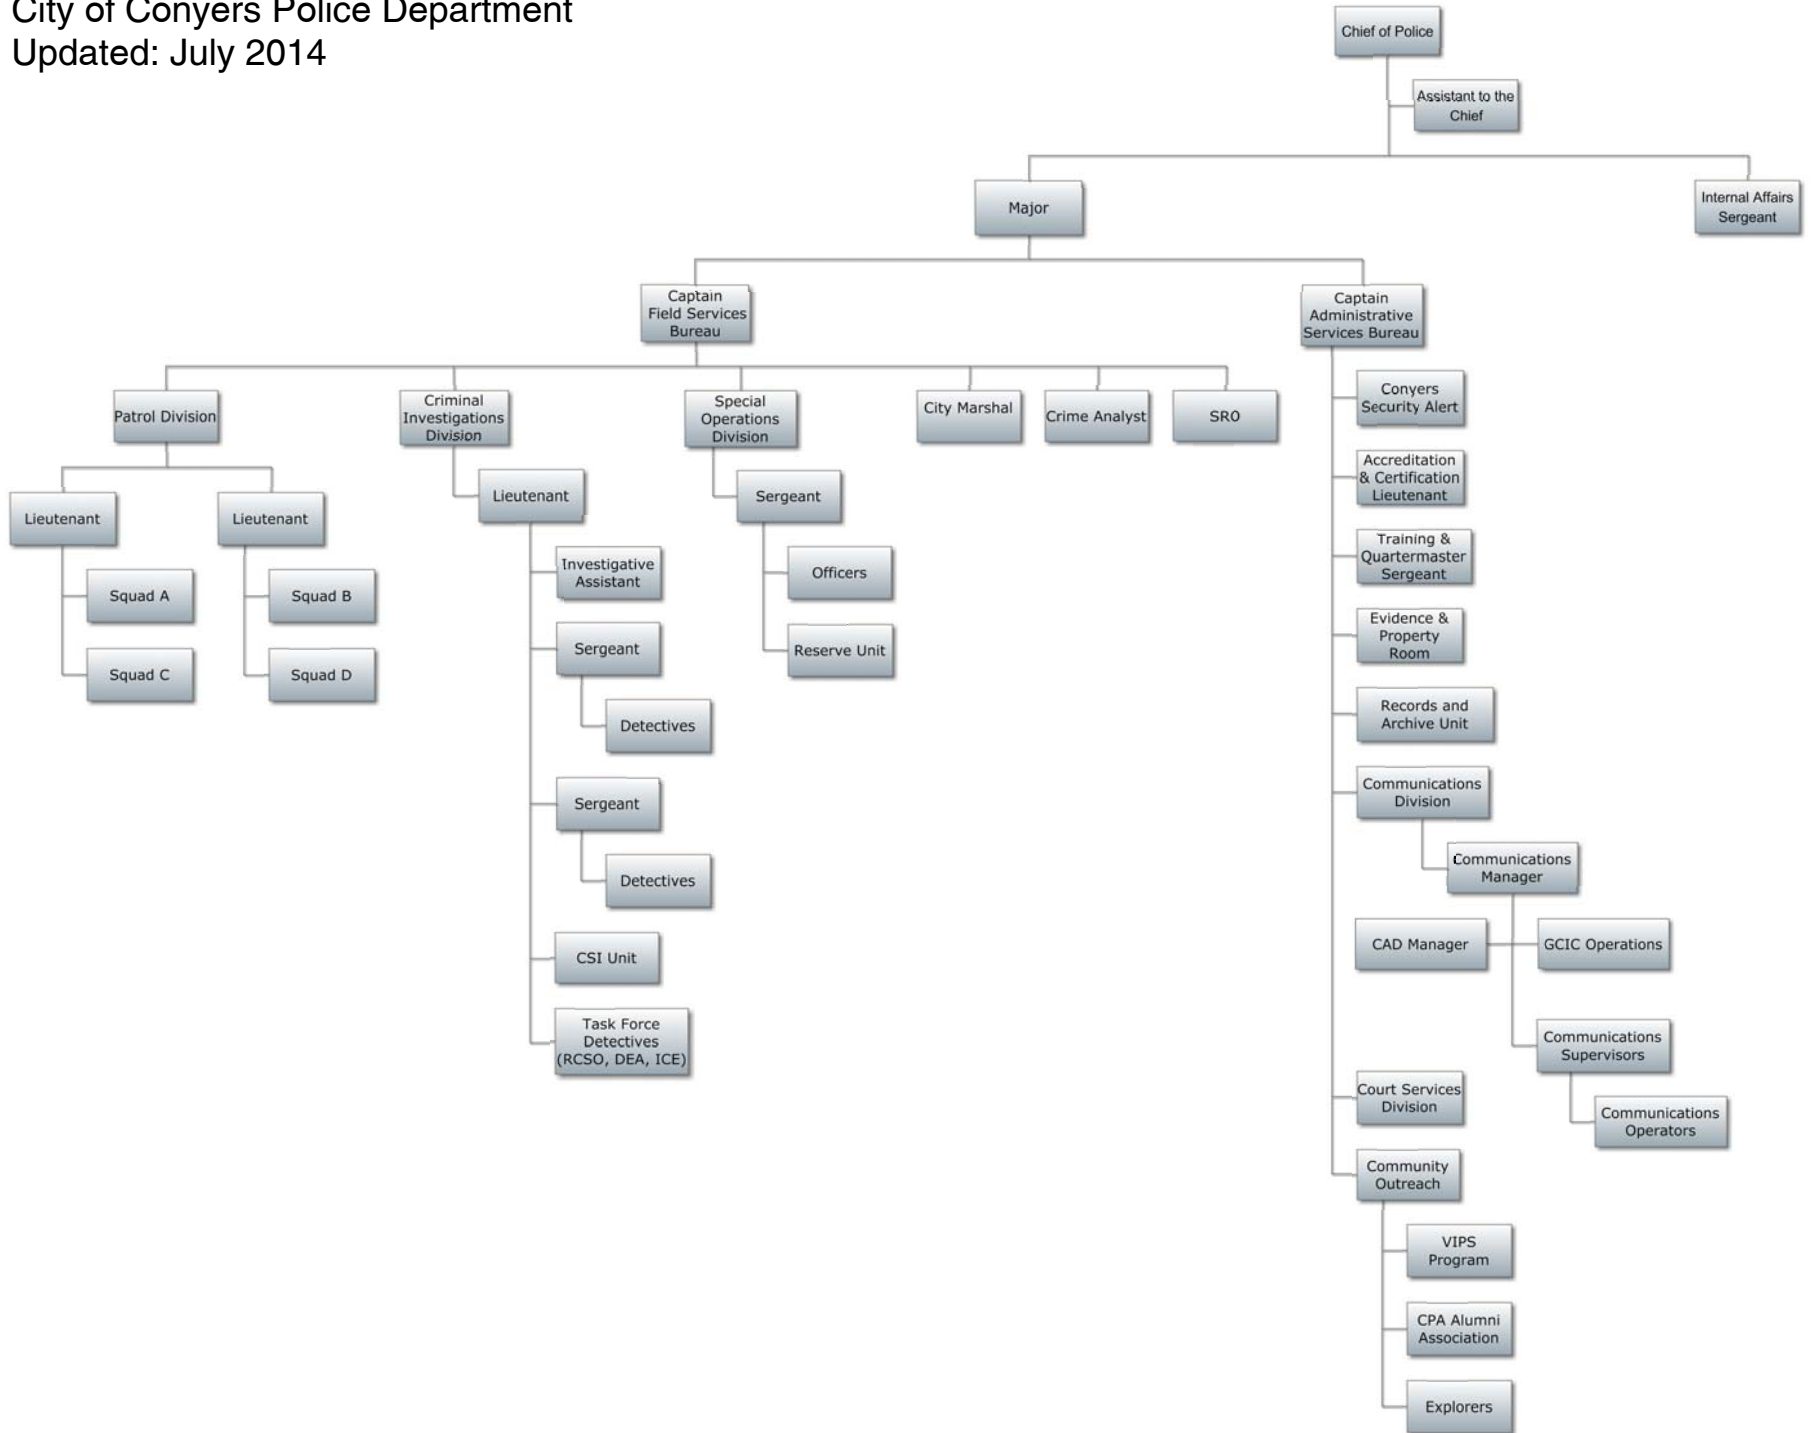 City of Conyers Police Department
Updated: July 2014
Chief of Police
Assistant to the
Chief
Major
Internal Affairs
Sergeant
Captain
Field Services
Bureau
Captain
Administrative
Services Bureau
Patrol Division
Criminal
Investigations
Division
Special
Operations
Division
City Marshal
Crime Analyst
SRO
Lieutenant
Squad A
Squad C
Lieutenant
Squad B
Squad D
Lieutenant
Investigative
Assistant
Sergeant
Detectives
Sergeant
Detectives
CSI Unit
Task Force
Detectives
(RCSO, DEA, ICE)
Sergeant
Officers
Reserve Unit
Conyers
Security Alert
Accreditation
& Certification
Lieutenant
Training &
Quartermaster
Sergeant
Evidence &
Property
Room
Records and
Archive Unit
Communications
Division
Communications
Manager
CAD Manager
GCIC Operations
Communications
Supervisors
Communications
Operators
Court Services
Division
Community
Outreach
VIPS
Program
CPA Alumni
Association
Explorers